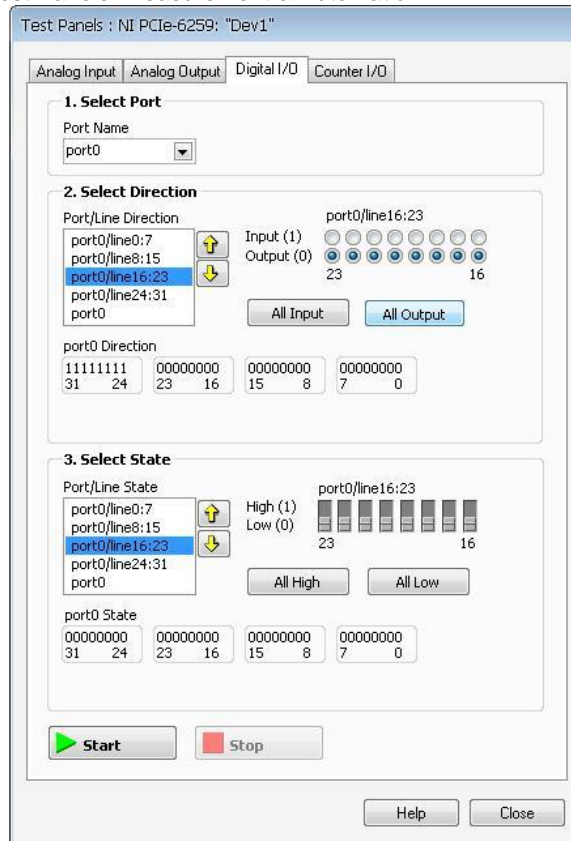 Test Panels : NI PCIe-6259: "Dev1"
Analog Input Analog Output Digital I/O Counter I/O
1. Select Port
Port Name
port0
2. Select Direction
Port/Line Direction
port0/line0:7
port0/line8:15
port0/line16:23
port0/line24:31
port0
port0/line16:23
Input (1)
Output (0)
23 16
All Input All Output
port0 Direction
11111111 00000000 00000000 00000000
31 24 23 16 15 8 7 0
3. Select State
Port/Line State
port0/line0:7
port0/line8:15
port0/line16:23
port0/line24:31
port0
port0/line16:23
High (1)
Low (0)
23 16
All High All Low
port0 State
00000000 00000000 00000000 00000000
31 24 23 16 15 8 7 0
Start Stop
Help Close